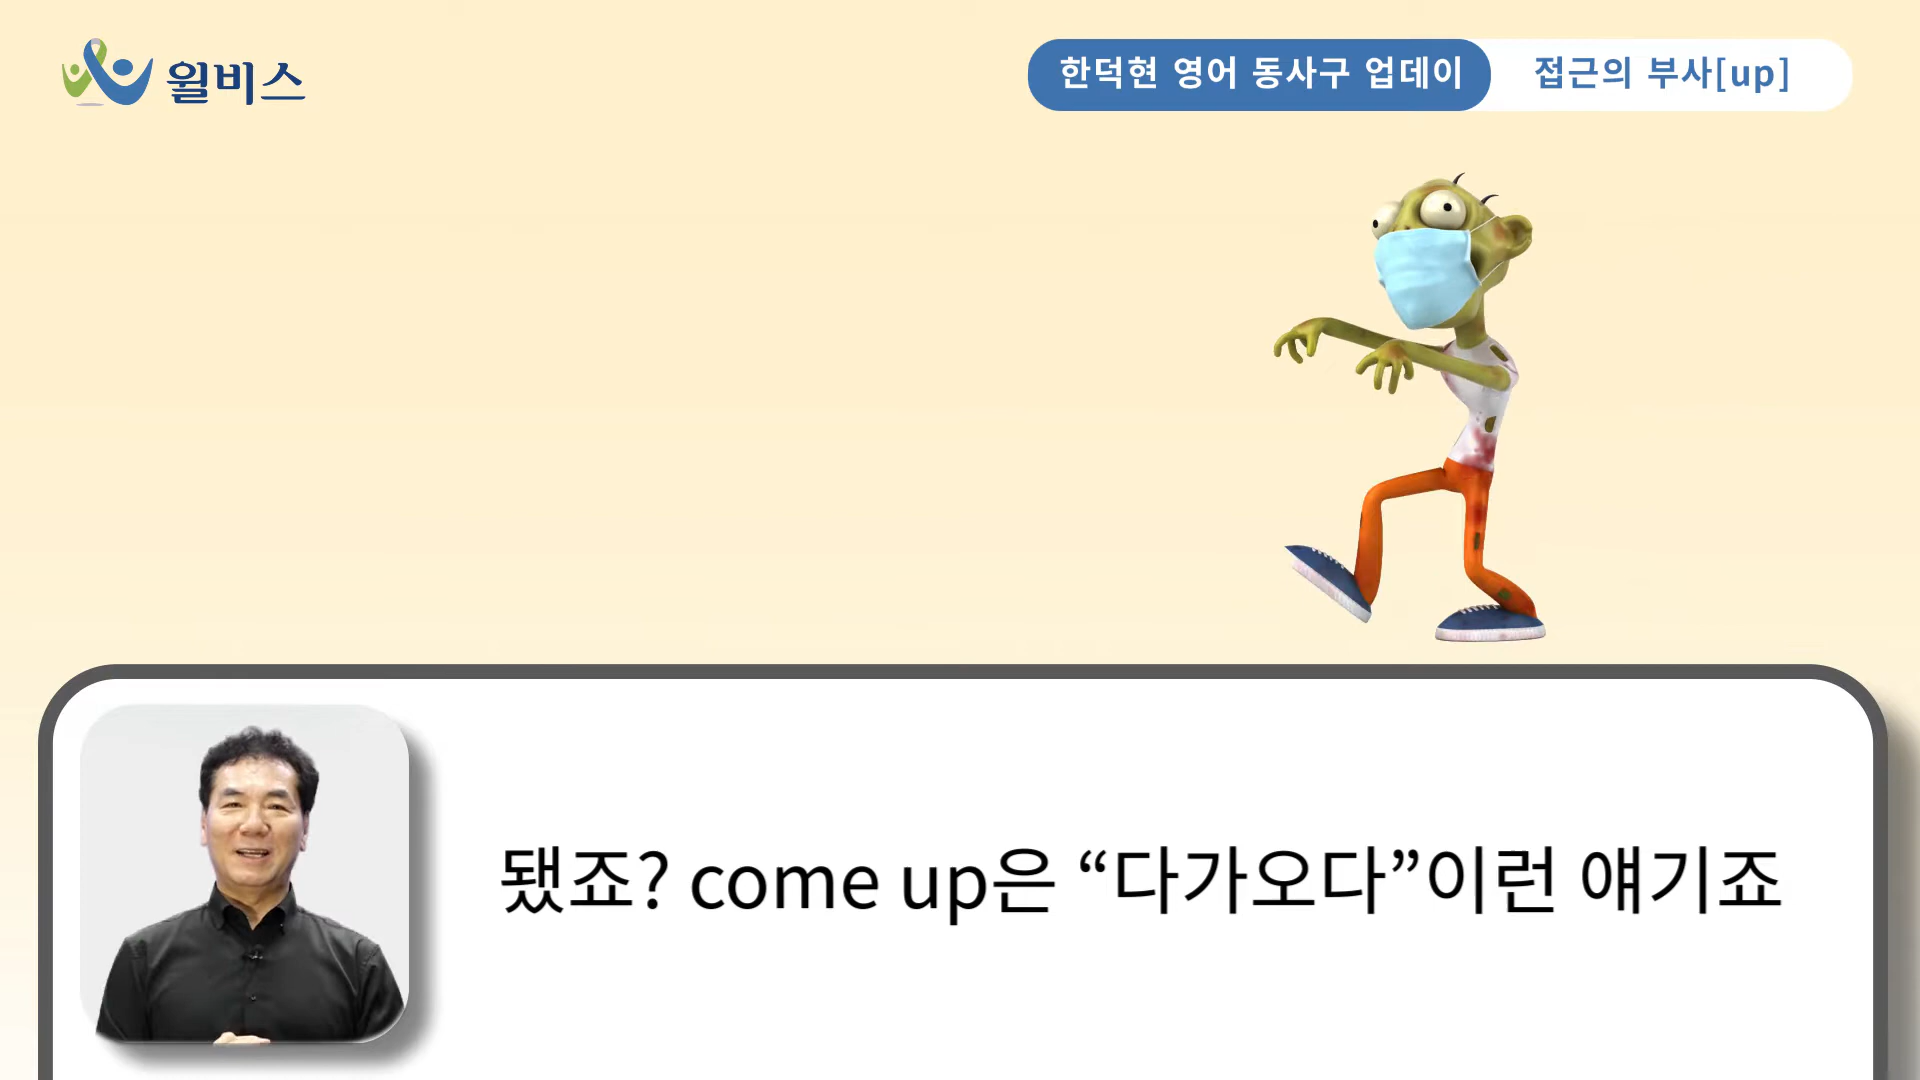 윌비스
한덕현 영어 동사구 업데이 접근의 부사[up]
됐죠? come up은 “다가오다”이런 얘기죠